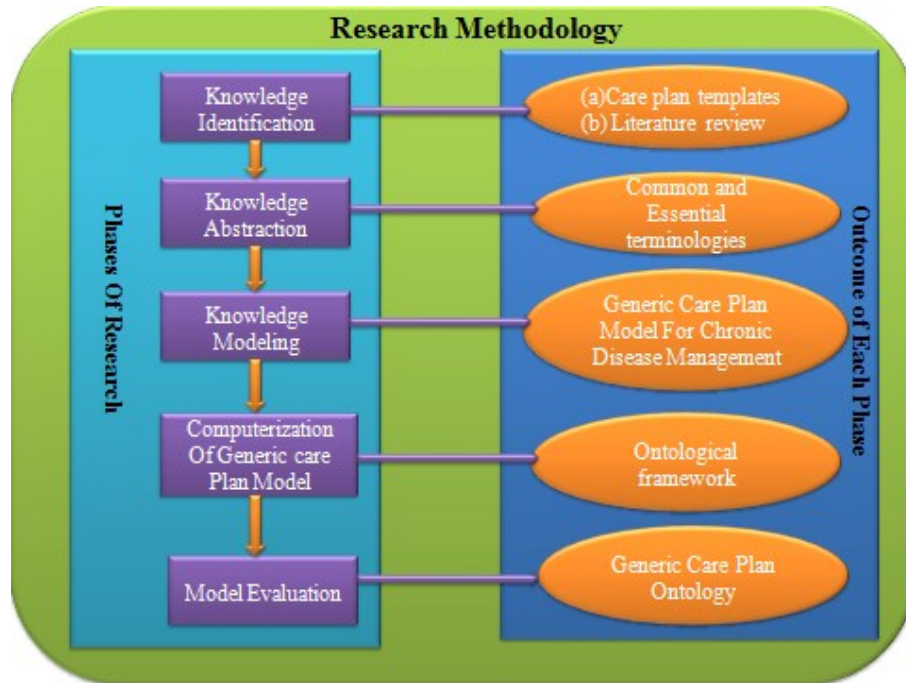 Research Methodology
Phases Of Research
Knowledge
Identification
(a)Care plan templates
(b) Literature review
Knowledge
Abstraction
Common and
Essential
terminologies
Knowledge
Modeling
Generic Care Plan
Model For Chronic
Disease Management
Computerization
Of Generic care
Plan Model
Ontological
framework
Model Evaluation
Generic Care Plan
Ontology
Outcome of Each Phase